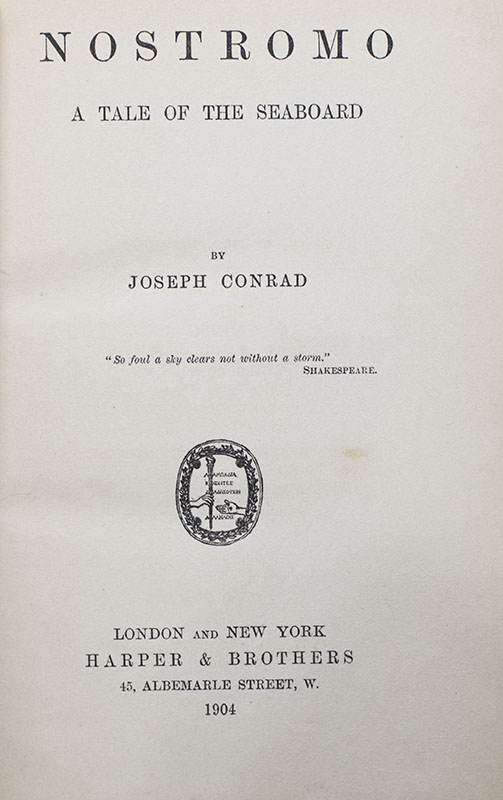 NOSTROMO
A TALE OF THE SEABOARD
BY
JOSEPH CONRAD
"So foul a sky clears not without a storm."
SHAKESPEARE.
LONDON AND NEW YORK
HARPER & BROTHERS
45, ALBEMARLE STREET, W.
1904